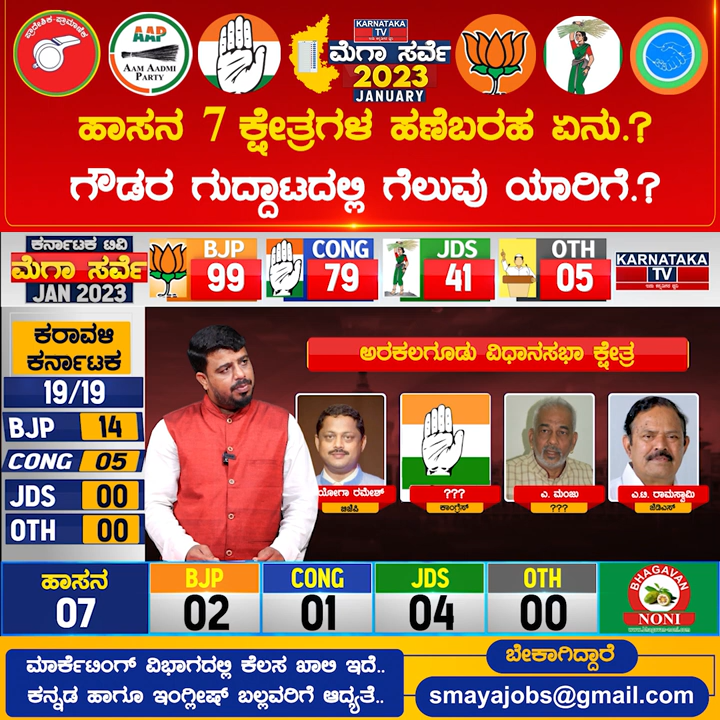 ಪ್ರಾದೇಶಿಕ-ಪ್ರಾಮಾಣಿಕ
AAP
AAM AADMI
PARTY
KARNATAKA
TV
ಮೆಗಾ ಸರ್ವೆ
2023
JANUARY
ಹಾಸನ 7 ಕ್ಷೇತ್ರಗಳ ಹಣೆಬರಹ ಏನು.?
ಗೌಡರ ಗುದ್ದಾಟದಲ್ಲಿ ಗೆಲುವು ಯಾರಿಗೆ.?
ಕರ್ನಾಟಕ ಟಿವಿ
ಮೆಗಾ ಸರ್ವೆ
JAN 2023
BJP
99
CONG
79
JDS
41
OTH
05
KARNATAKA
TV
ಕರಾವಳಿ
ಕರ್ನಾಟಕ
19/19
BJP 14
CONG 05
JDS 00
OTH 00
ಅರಕಲಗೂಡು ವಿಧಾನಸಭಾ ಕ್ಷೇತ್ರ
ಯೋಗಾ ರಮೇಶ್
ಬಿಜೆಪಿ
???
ಕಾಂಗ್ರೆಸ್
ಎ. ಮಂಜು
???
ಎ.ಟಿ. ರಾಮಸ್ವಾಮಿ
ಜೆಡಿಎಸ್
ಹಾಸನ
07
BJP
02
CONG
01
JDS
04
OTH
00
BHAGAVAN
NONI
ಮಾರ್ಕೆಟಿಂಗ್ ವಿಭಾಗದಲ್ಲಿ ಕೆಲಸ ಖಾಲಿ ಇದೆ..
ಕನ್ನಡ ಹಾಗೂ ಇಂಗ್ಲೀಷ್ ಬಲ್ಲವರಿಗೆ ಆದ್ಯತೆ..
ಬೇಕಾಗಿದ್ದಾರೆ
smayajobs@gmail.com